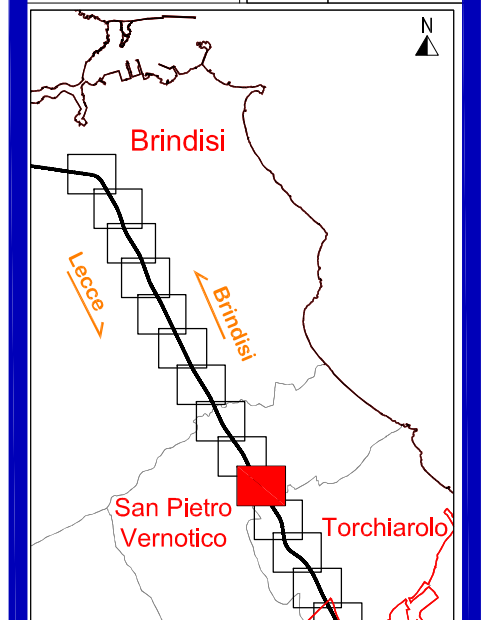 N
Brindisi
Lecce
Brindisi
San Pietro
Vernotico
Torchiarolo